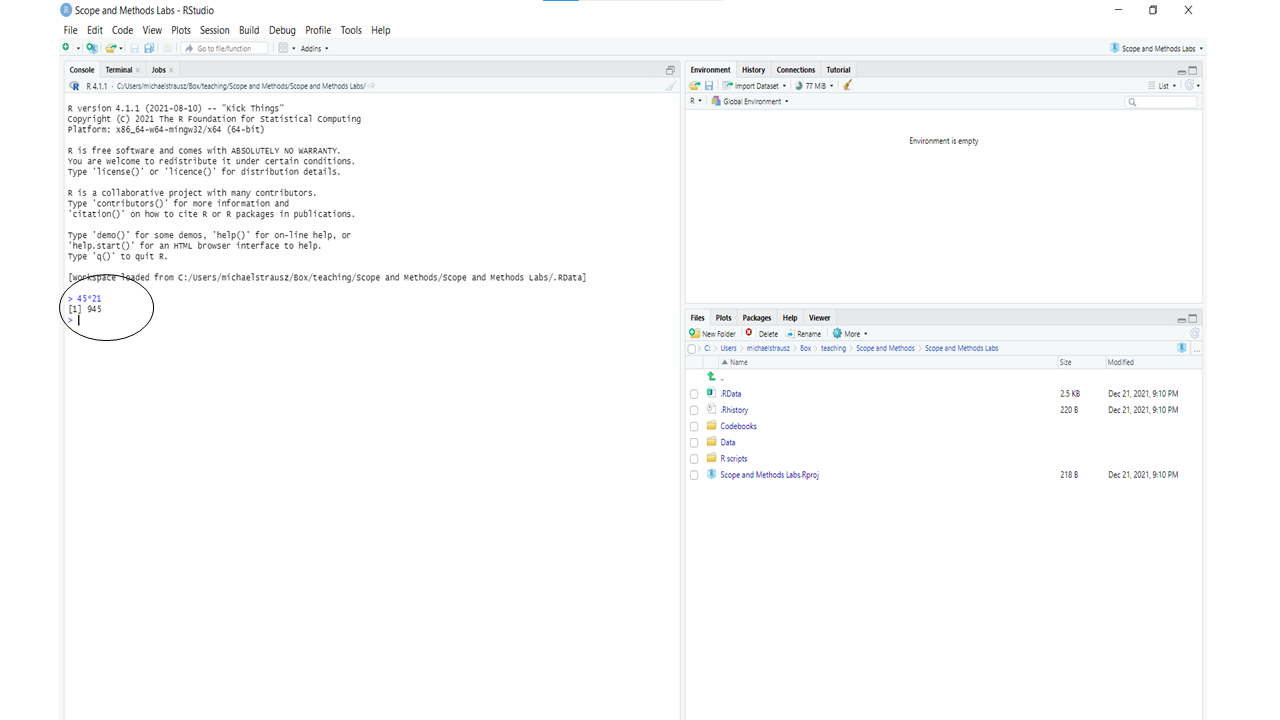 Scope and Methods Labs - RStudio
File Edit Code View Plots Session Build Debug Profile Tools Help
Go to file/function Addins Scope and Methods Labs
Console Terminal × Jobs ×
R 4.1.1 · C:/Users/michaelstrausz/Box/teaching/Scope and Methods/Scope and Methods Labs/
R version 4.1.1 (2021-08-10) -- "Kick Things"
Copyright (C) 2021 The R Foundation for Statistical Computing
Platform: x86_64-w64-mingw32/x64 (64-bit)
R is free software and comes with ABSOLUTELY NO WARRANTY.
You are welcome to redistribute it under certain conditions.
Type 'license()' or 'licence()' for distribution details.
R is a collaborative project with many contributors.
Type 'contributors()' for more information and
'citation()' on how to cite R or R packages in publications.
Type 'demo()' for some demos, 'help()' for on-line help, or
'help.start()' for an HTML browser interface to help.
Type 'q()' to quit R.
[Workspace loaded from C:/Users/michaelstrausz/Box/teaching/Scope and Methods/Scope and Methods Labs/.RData]
> 45*21
[1] 945
>
Environment History Connections Tutorial
Import Dataset 77 MiB List
R Global Environment
Environment is empty
Files Plots Packages Help Viewer
New Folder Delete Rename More
C: Users michaelstrausz Box teaching Scope and Methods Scope and Methods Labs ...
Name Size Modified
..
.RData 2.5 KB Dec 21, 2021, 9:10 PM
.Rhistory 220 B Dec 21, 2021, 9:10 PM
Codebooks
Data
R scripts
Scope and Methods Labs.Rproj 218 B Dec 21, 2021, 9:10 PM